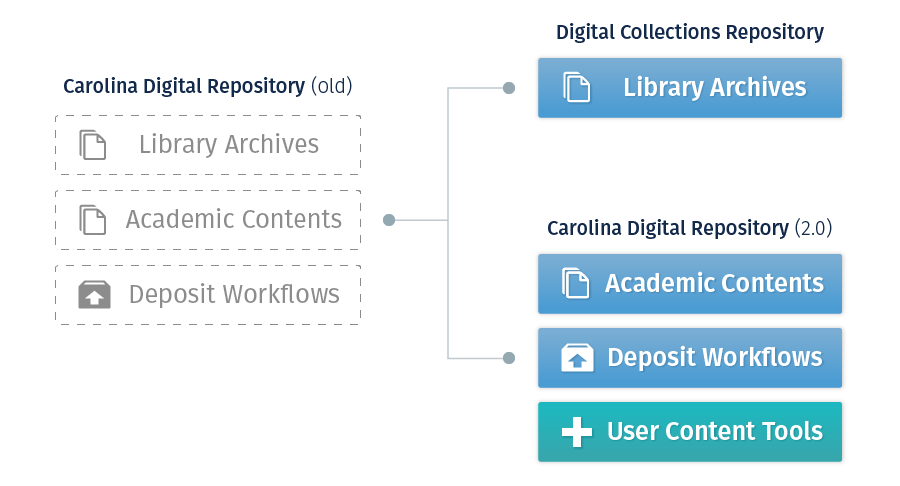 Carolina Digital Repository (old)
Library Archives
Academic Contents
Deposit Workflows
Digital Collections Repository
Library Archives
Carolina Digital Repository (2.0)
Academic Contents
Deposit Workflows
User Content Tools